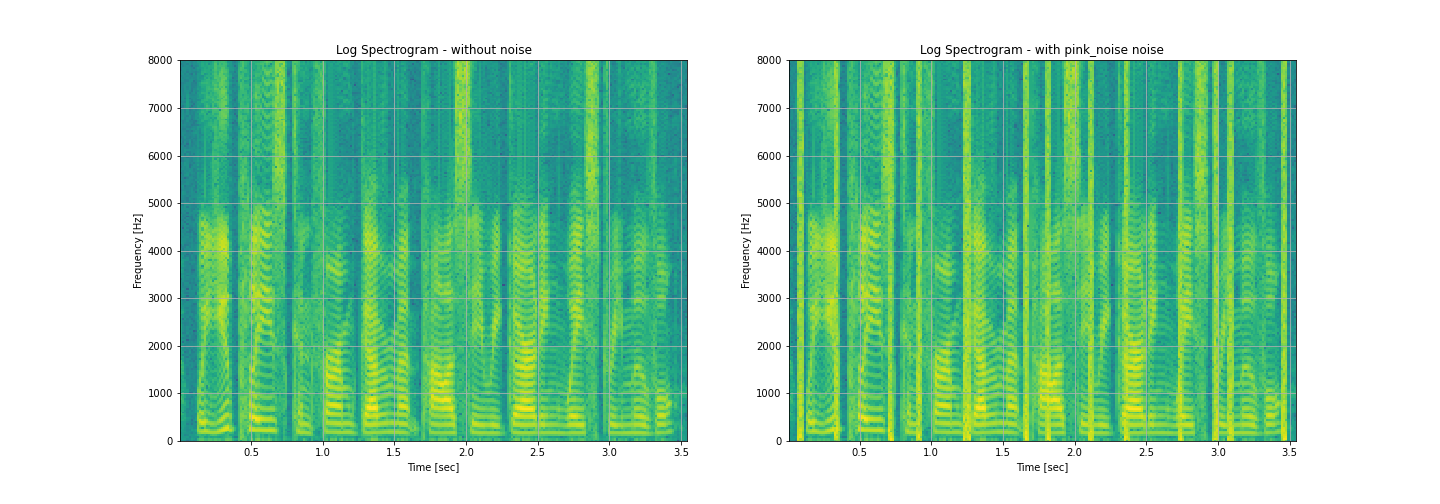 Log Spectrogram - without noise
8000
7000
6000
5000
4000
3000
2000
1000
0
Frequency [Hz]
0.5 1.0 1.5 2.0 2.5 3.0 3.5
Time [sec]
Log Spectrogram - with pink_noise noise
8000
7000
6000
5000
4000
3000
2000
1000
0
Frequency [Hz]
0.5 1.0 1.5 2.0 2.5 3.0 3.5
Time [sec]